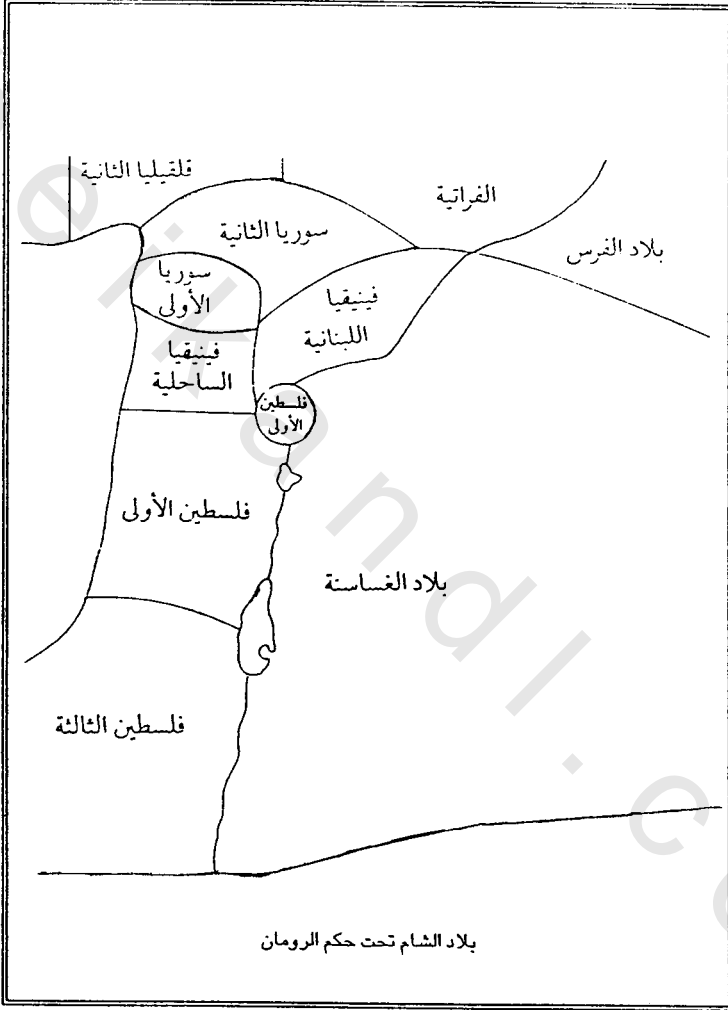 قلقيليا الثانية
الفراتية
سوريا الثانية
بلاد الفرس
سوريا
الأولى
فينيقيا
اللبنانية
فينيقيا
الساحلية
فلسطين
الأولى
فلسطين الأولى
بلاد الغساسنة
فلسطين الثالثة
بلاد الشام تحت حكم الرومان